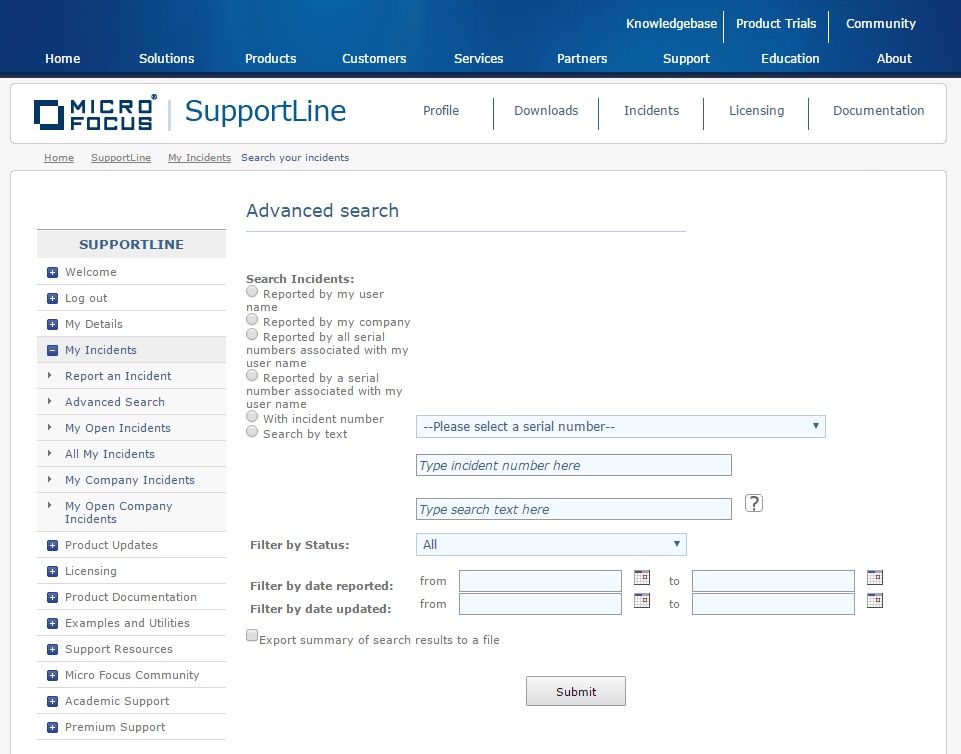 Knowledgebase Product Trials Community
Home Solutions Products Customers Services Partners Support Education About
MICRO FOCUS® SupportLine
Profile Downloads Incidents Licensing Documentation
Home SupportLine My Incidents Search your incidents
SUPPORTLINE
Welcome
Log out
My Details
My Incidents
Report an Incident
Advanced Search
My Open Incidents
All My Incidents
My Company Incidents
My Open Company
Incidents
Product Updates
Licensing
Product Documentation
Examples and Utilities
Support Resources
Micro Focus Community
Academic Support
Premium Support
Advanced search
Search Incidents:
Reported by my user
name
Reported by my company
Reported by all serial
numbers associated with my
user name
Reported by a serial
number associated with my
user name
With incident number
Search by text
--Please select a serial number--
Type incident number here
Type search text here ?
Filter by Status: All
Filter by date reported: from to
Filter by date updated: from to
Export summary of search results to a file
Submit